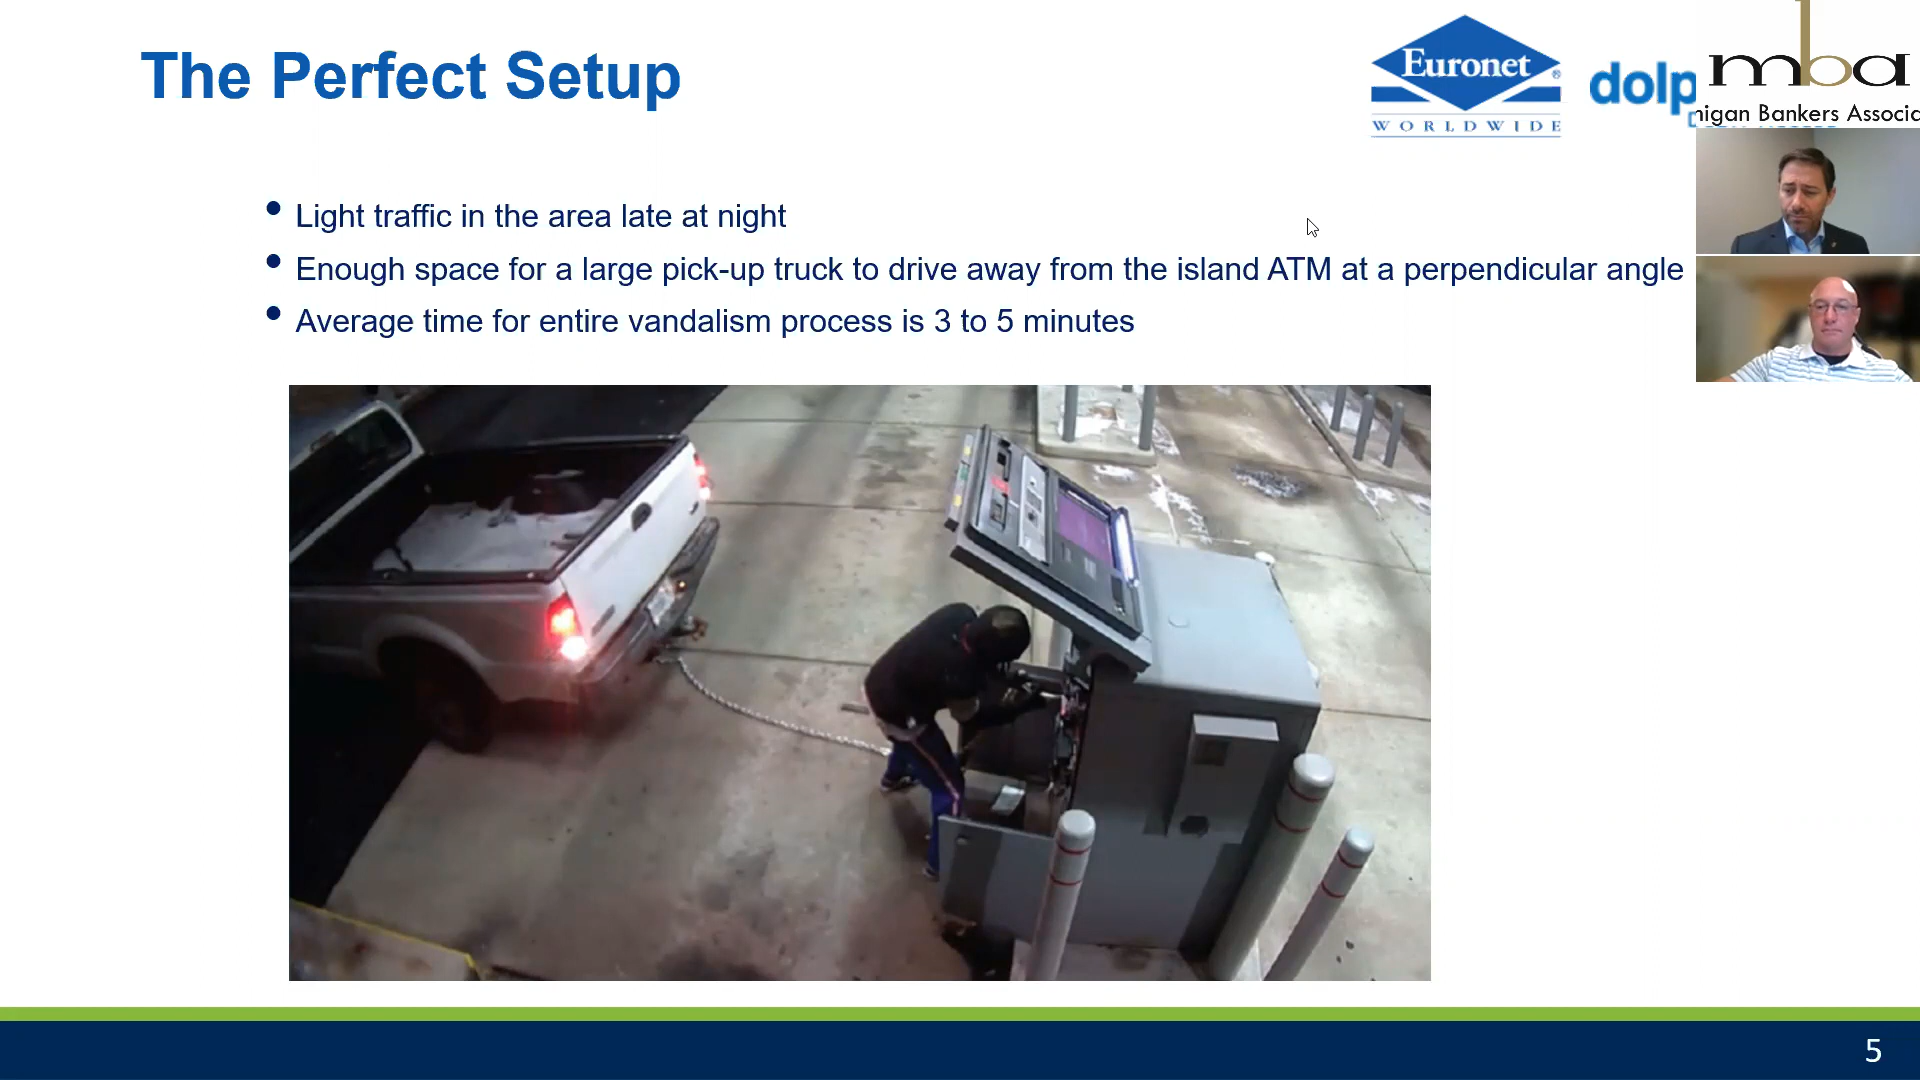 The Perfect Setup
Euronet
WORLDWIDE
dolp
mba
higan Bankers Associa
• Light traffic in the area late at night
• Enough space for a large pick-up truck to drive away from the island ATM at a perpendicular angle
• Average time for entire vandalism process is 3 to 5 minutes
5